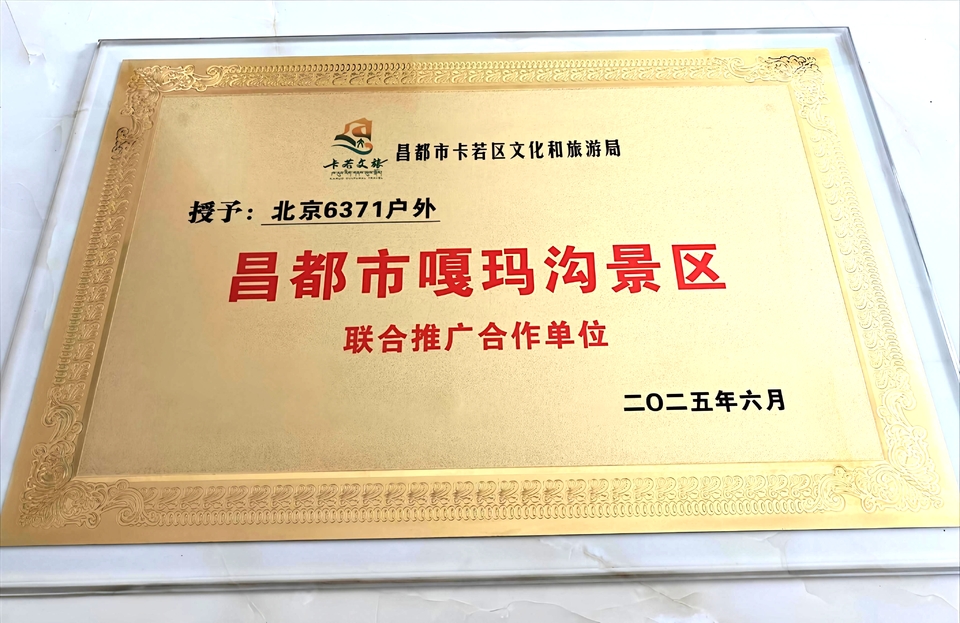 昌都市卡若区文化和旅游局
卡若文旅
授予：北京6371户外
昌都市嘎玛沟景区
联合推广合作单位
二〇二五年六月